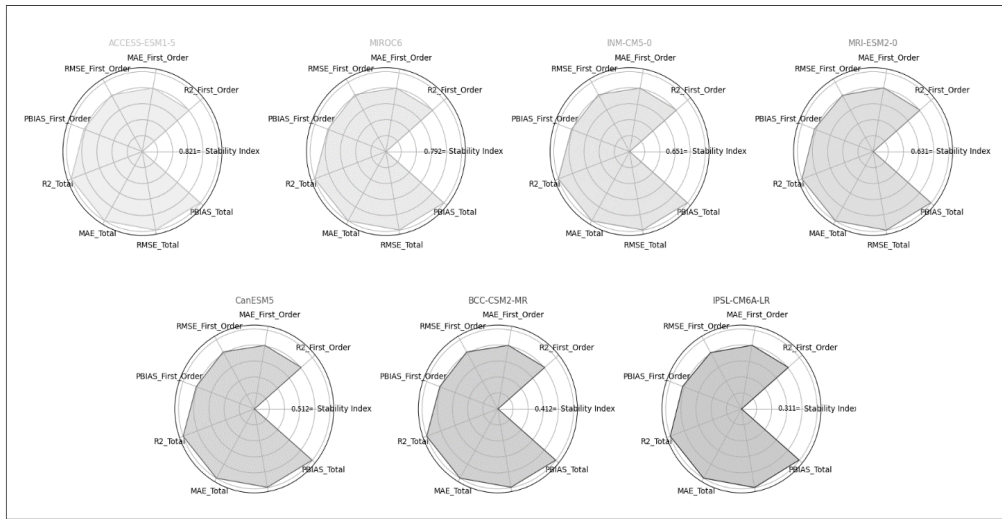 ACCESS-ESM1-5
MAE_First_Order
RMSE_First_Order
R2_First_Order
PBIAS_First_Order
0.821= Stability Index
R2_Total
PBIAS_Total
MAE_Total
RMSE_Total
MIROC6
MAE_First_Order
RMSE_First_Order
R2_First_Order
PBIAS_First_Order
0.792= Stability Index
R2_Total
PBIAS_Total
MAE_Total
RMSE_Total
INM-CM5-0
MAE_First_Order
RMSE_First_Order
R2_First_Order
PBIAS_First_Order
0.651= Stability Index
R2_Total
PBIAS_Total
MAE_Total
RMSE_Total
MRI-ESM2-0
MAE_First_Order
RMSE_First_Order
R2_First_Order
PBIAS_First_Order
0.631= Stability Index
R2_Total
PBIAS_Total
MAE_Total
RMSE_Total
CanESM5
MAE_First_Order
RMSE_First_Order
R2_First_Order
PBIAS_First_Order
0.512= Stability Index
R2_Total
PBIAS_Total
MAE_Total
BCC-CSM2-MR
MAE_First_Order
RMSE_First_Order
R2_First_Order
PBIAS_First_Order
0.412= Stability Index
R2_Total
PBIAS_Total
MAE_Total
IPSL-CM6A-LR
MAE_First_Order
RMSE_First_Order
R2_First_Order
PBIAS_First_Order
0.311= Stability Index
R2_Total
PBIAS_Total
MAE_Total